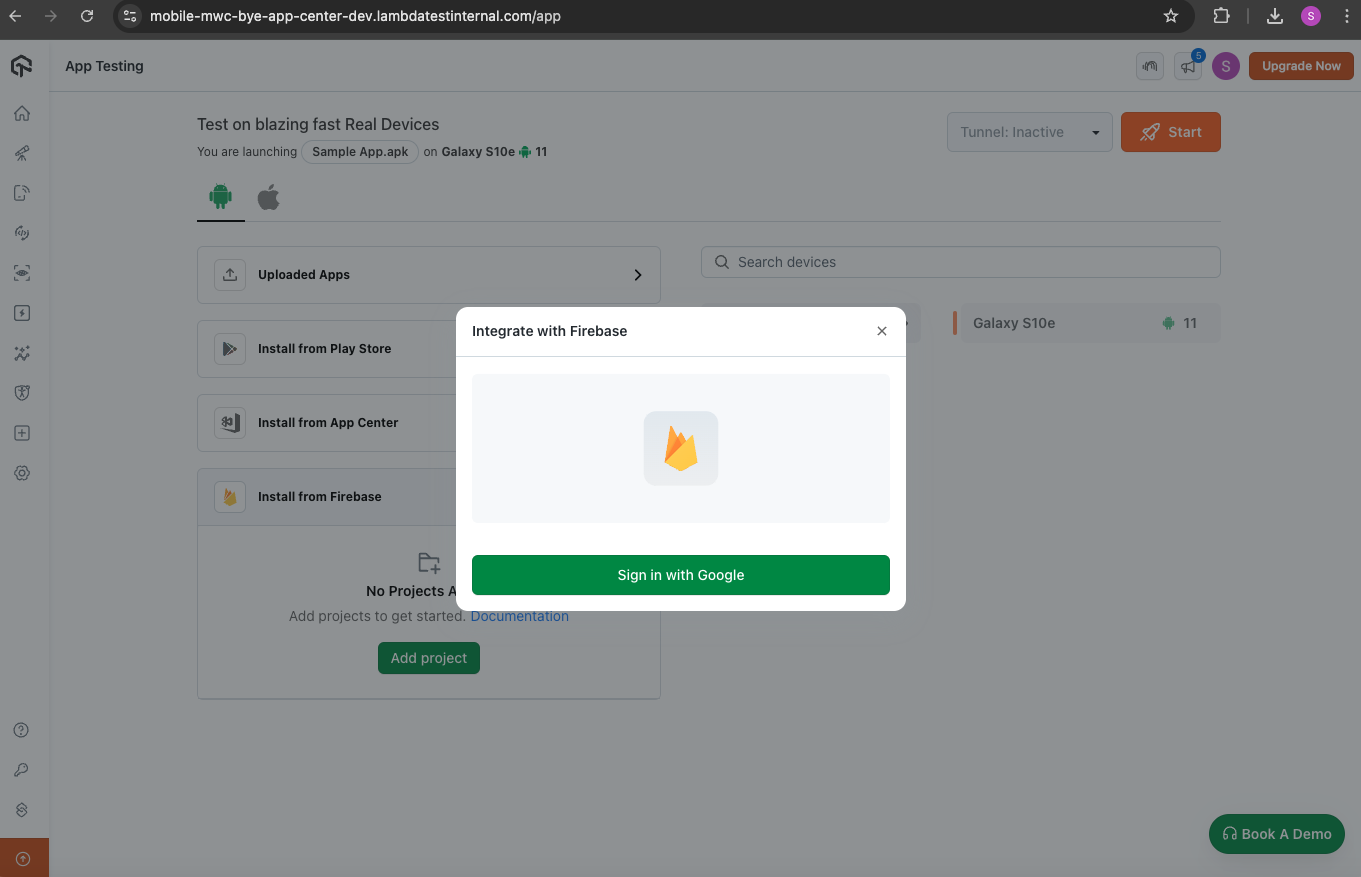 mobile-mwc-bye-app-center-dev.lambdatestinternal.com/app
S
App Testing
5
S
Upgrade Now
Test on blazing fast Real Devices
You are launching Sample App.apk on Galaxy S10e 11
Tunnel: Inactive
Start
Uploaded Apps
Search devices
Install from Play Store
Galaxy S10e 11
Install from App Center
Install from Firebase
No Projects A
Add projects to get started. Documentation
Add project
Integrate with Firebase
Sign in with Google
Book A Demo